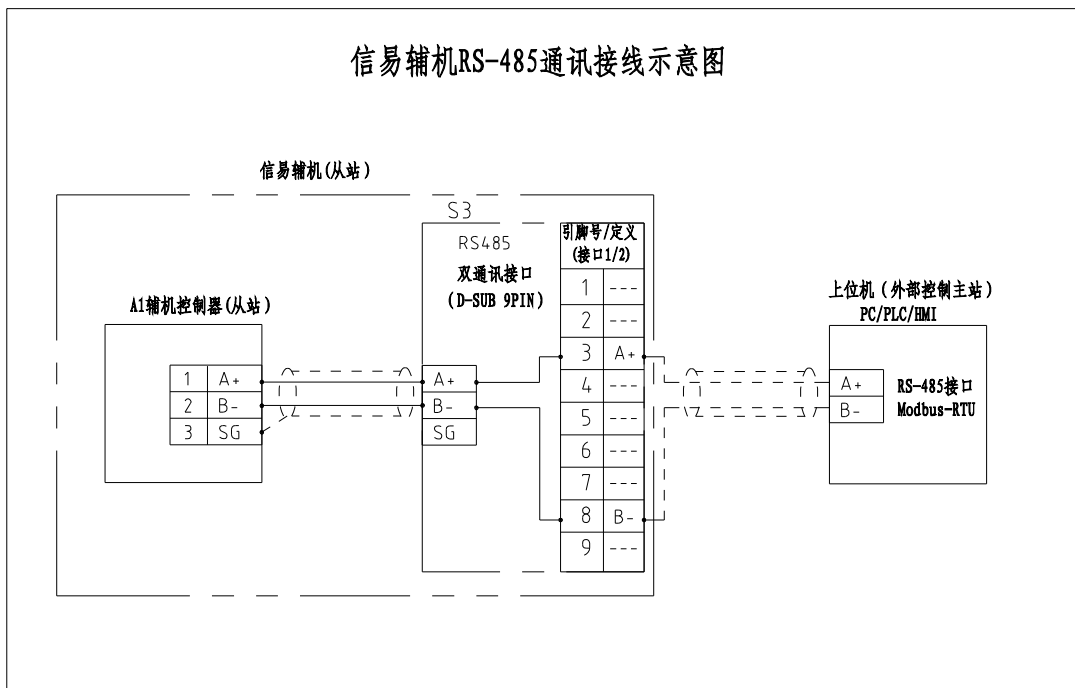 信易辅机RS-485通讯接线示意图
信易辅机(从站)
S3
RS485
双通讯接口
(D-SUB 9PIN)
引脚号/定义
(接口1/2)
1 ---
2 ---
3 A+
4 ---
5 ---
6 ---
7 ---
8 B-
9 ---
A1辅机控制器(从站)
1 A+
2 B-
3 SG
A+
B-
SG
上位机(外部控制主站)
PC/PLC/HMI
A+
B-
RS-485接口
Modbus-RTU